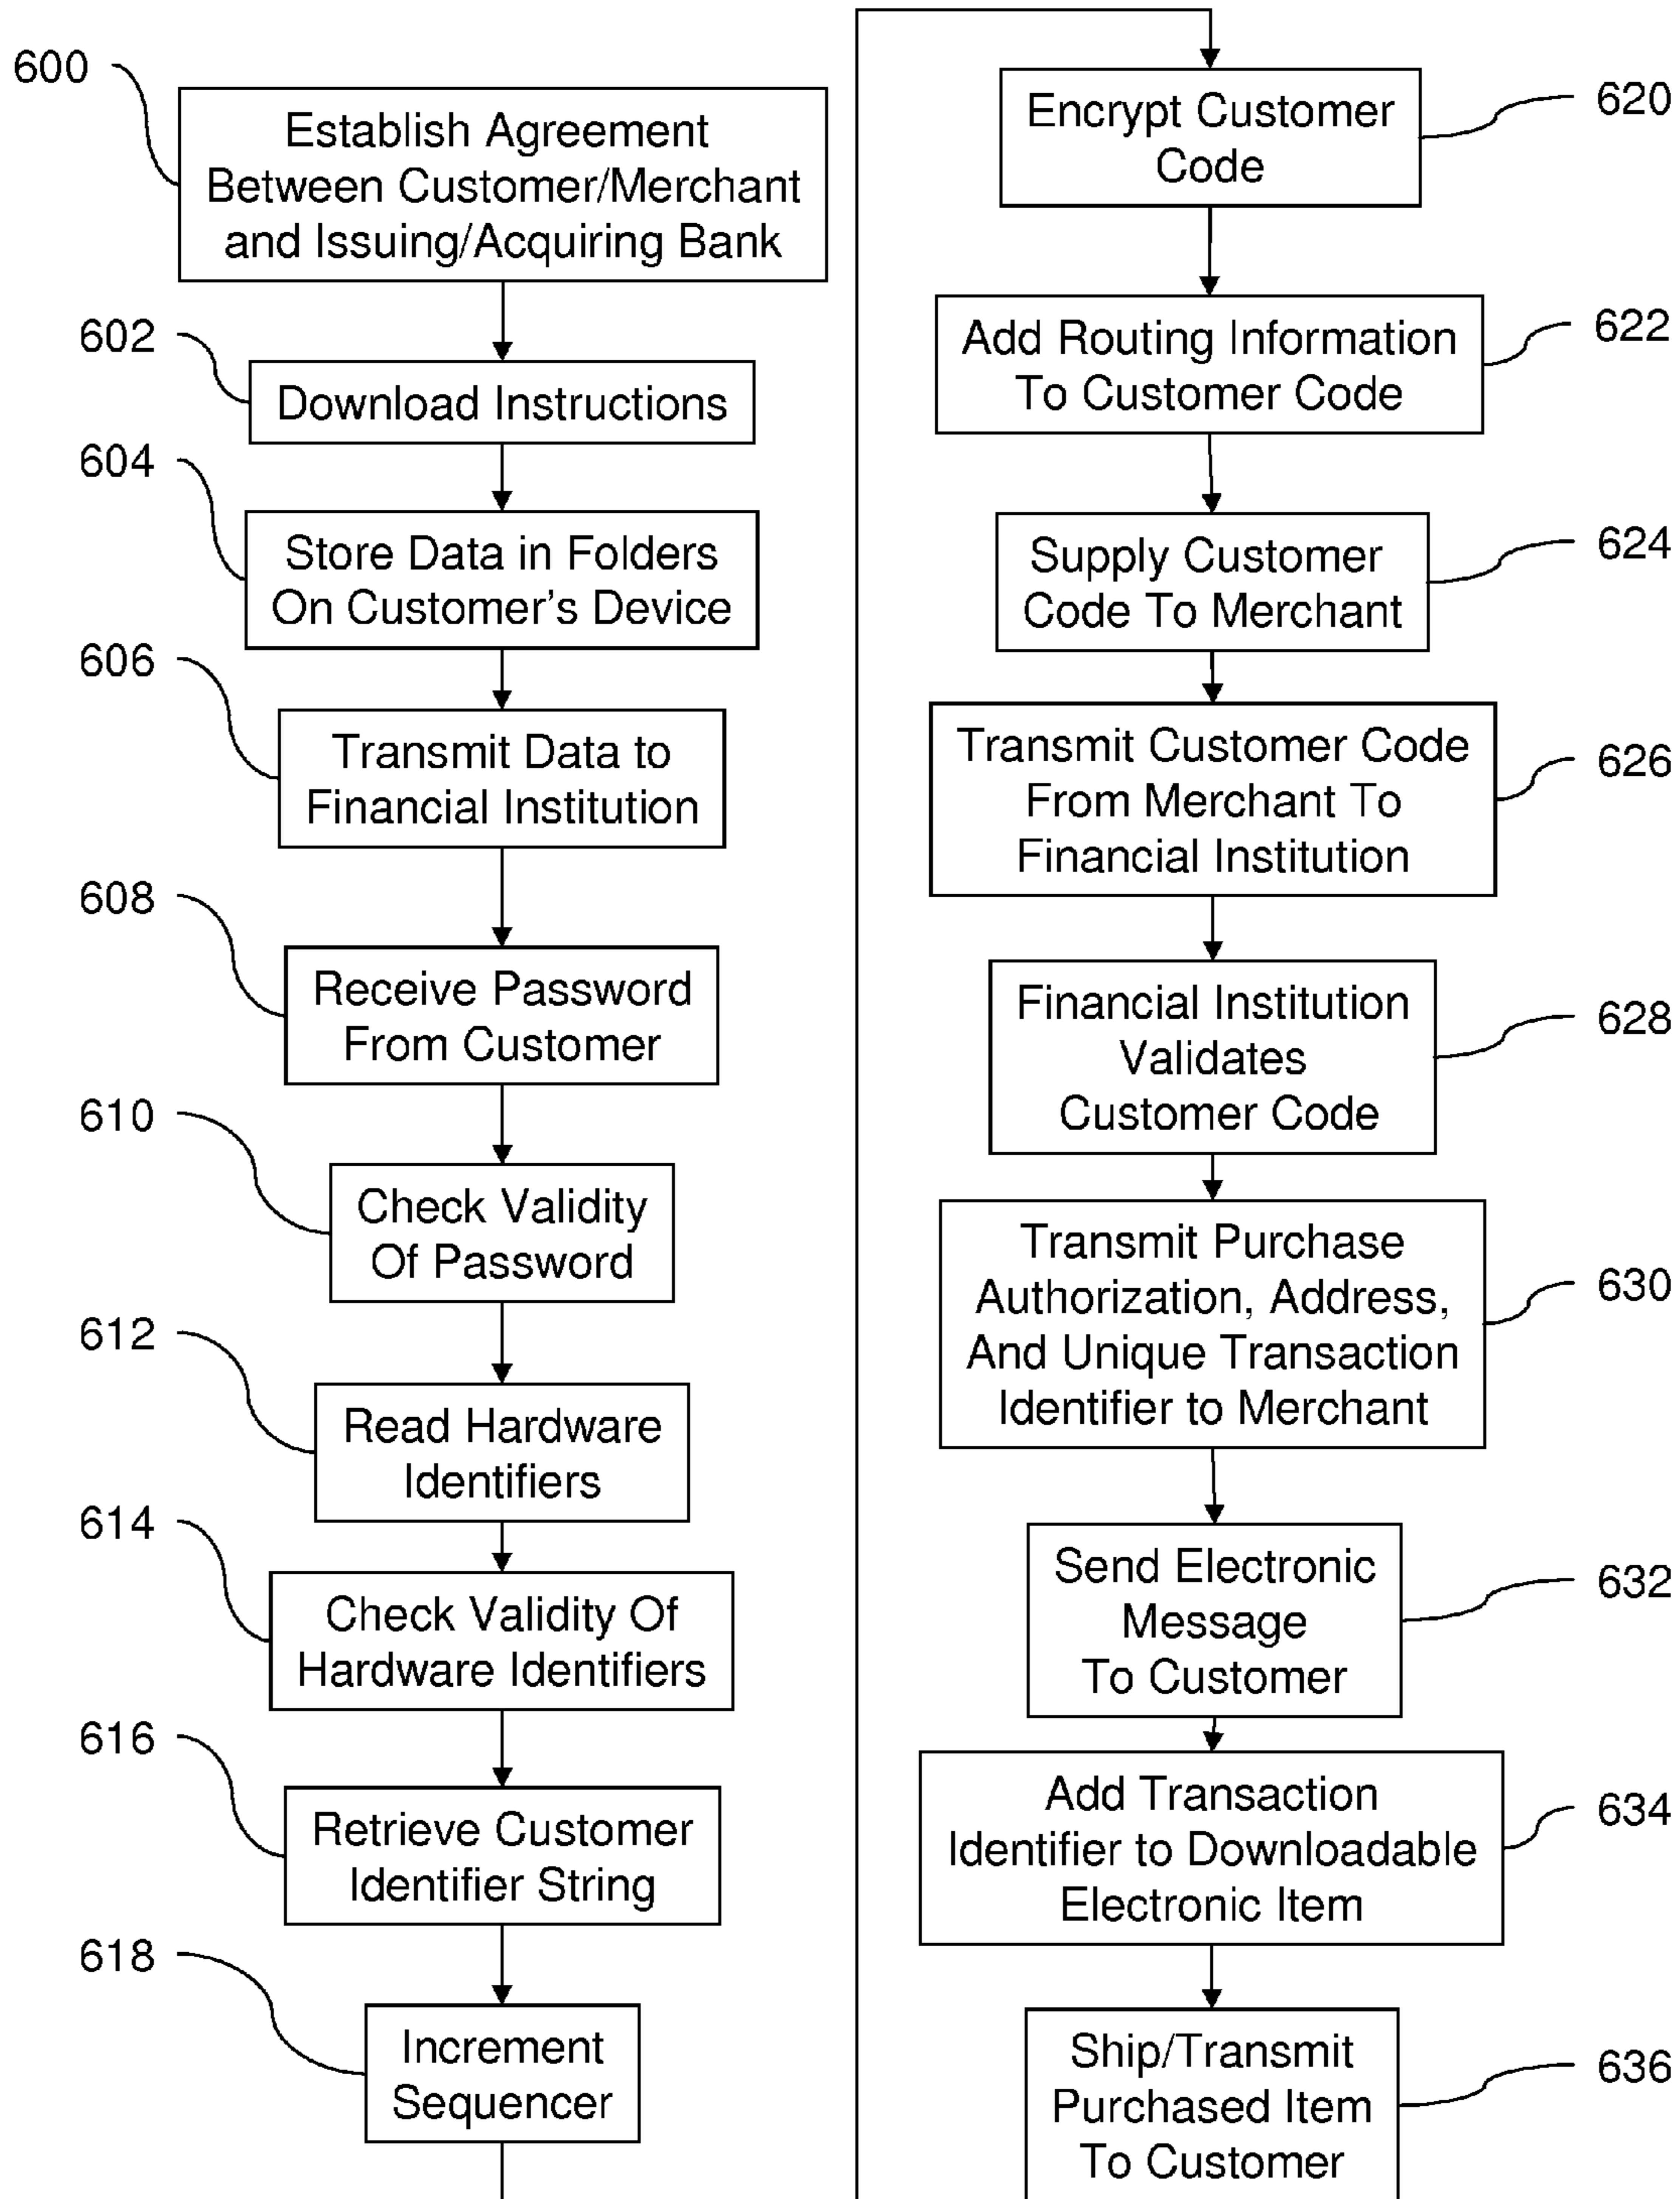 600
Establish Agreement
Between Customer/Merchant
and Issuing/Acquiring Bank
602
Download Instructions
604
Store Data in Folders
On Customer's Device
606
Transmit Data to
Financial Institution
608
Receive Password
From Customer
610
Check Validity
Of Password
612
Read Hardware
Identifiers
614
Check Validity Of
Hardware Identifiers
616
Retrieve Customer
Identifier String
618
Increment
Sequencer
620
Encrypt Customer
Code
622
Add Routing Information
To Customer Code
624
Supply Customer
Code To Merchant
626
Transmit Customer Code
From Merchant To
Financial Institution
628
Financial Institution
Validates
Customer Code
630
Transmit Purchase
Authorization, Address,
And Unique Transaction
Identifier to Merchant
632
Send Electronic
Message
To Customer
634
Add Transaction
Identifier to Downloadable
Electronic Item
636
Ship/Transmit
Purchased Item
To Customer